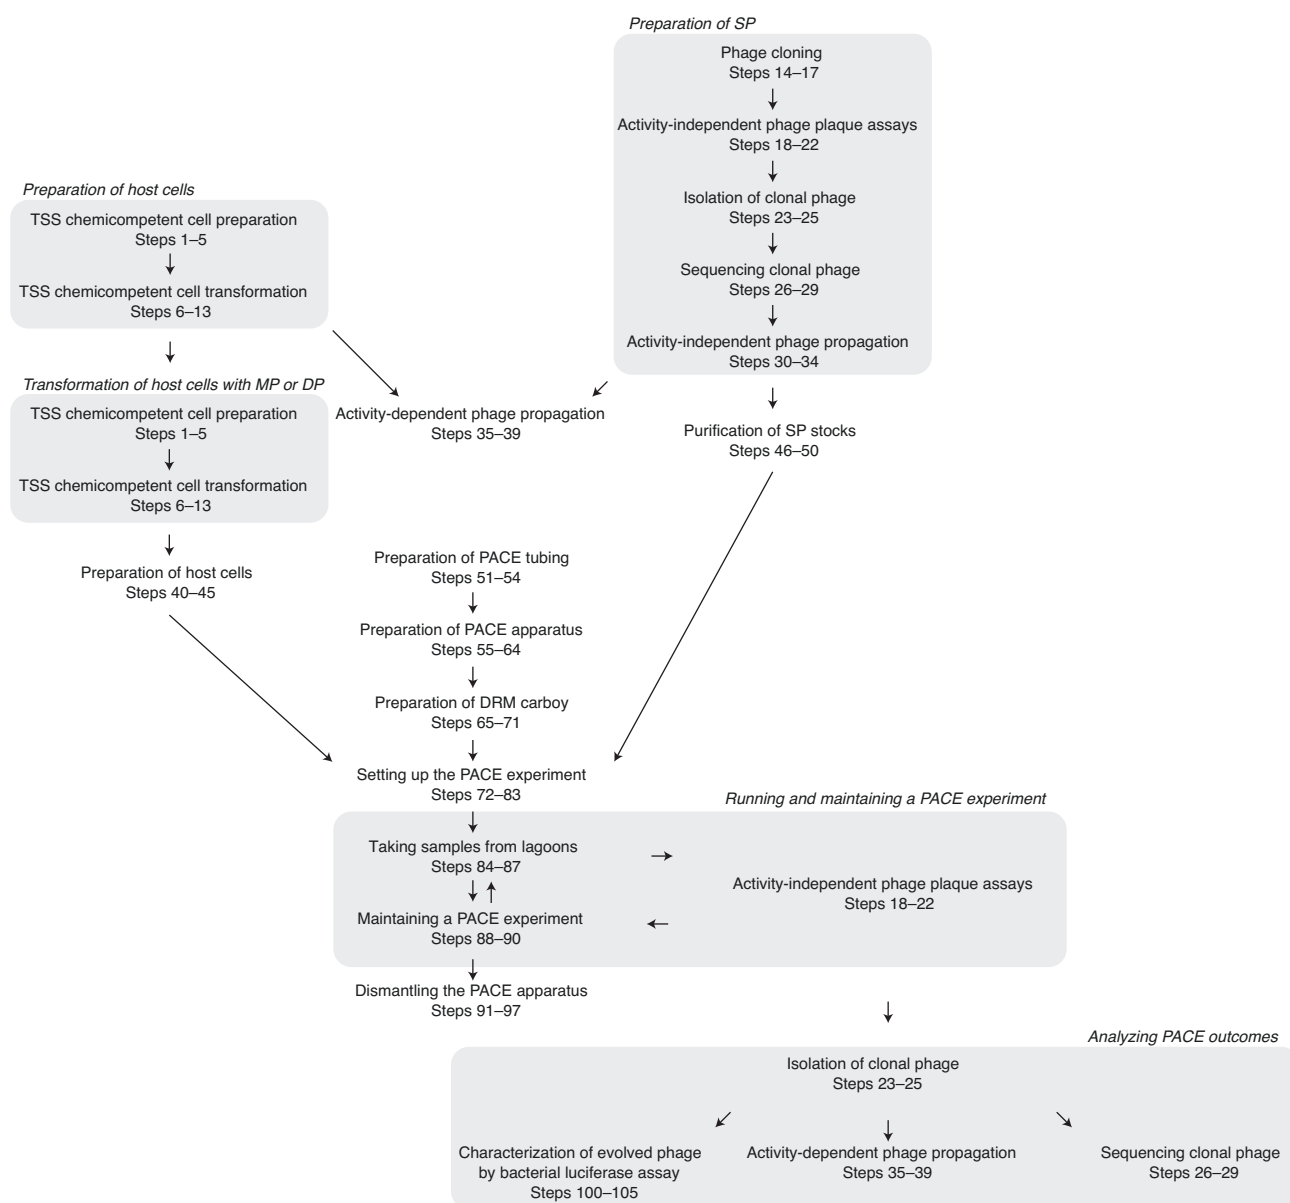 Preparation of SP
Phage cloning
Steps 14–17
Activity-independent phage plaque assays
Steps 18–22
Isolation of clonal phage
Steps 23–25
Sequencing clonal phage
Steps 26–29
Activity-independent phage propagation
Steps 30–34
Preparation of host cells
TSS chemicompetent cell preparation
Steps 1–5
TSS chemicompetent cell transformation
Steps 6–13
Transformation of host cells with MP or DP
TSS chemicompetent cell preparation
Steps 1–5
TSS chemicompetent cell transformation
Steps 6–13
Activity-dependent phage propagation
Steps 35–39
Purification of SP stocks
Steps 46–50
Preparation of host cells
Steps 40–45
Preparation of PACE tubing
Steps 51–54
Preparation of PACE apparatus
Steps 55–64
Preparation of DRM carboy
Steps 65–71
Setting up the PACE experiment
Steps 72–83
Running and maintaining a PACE experiment
Taking samples from lagoons
Steps 84–87
Activity-independent phage plaque assays
Steps 18–22
Maintaining a PACE experiment
Steps 88–90
Dismantling the PACE apparatus
Steps 91–97
Analyzing PACE outcomes
Isolation of clonal phage
Steps 23–25
Characterization of evolved phage
by bacterial luciferase assay
Steps 100–105
Activity-dependent phage propagation
Steps 35–39
Sequencing clonal phage
Steps 26–29